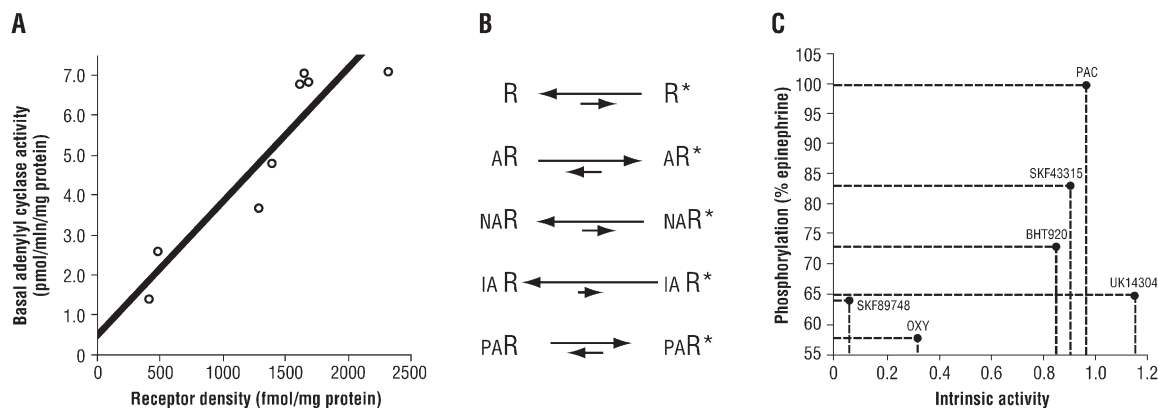 A
Basal adenylyl cyclase activity
(pmol/mln/mg protein)
7.0
6.0
5.0
4.0
3.0
2.0
1.0
0
0
500
1000
1500
2000
2500
Receptor density (fmol/mg protein)
B
R R*
AR AR*
NAR NAR*
IA R IA R*
PAR PAR*
C
Phosphorylation (% epinephrine)
105
100
95
90
85
80
75
70
65
60
55
PAC
SKF43315
BHT920
UK14304
SKF89748
OXY
0
0.2
0.4
0.6
0.8
1.0
1.2
Intrinsic activity